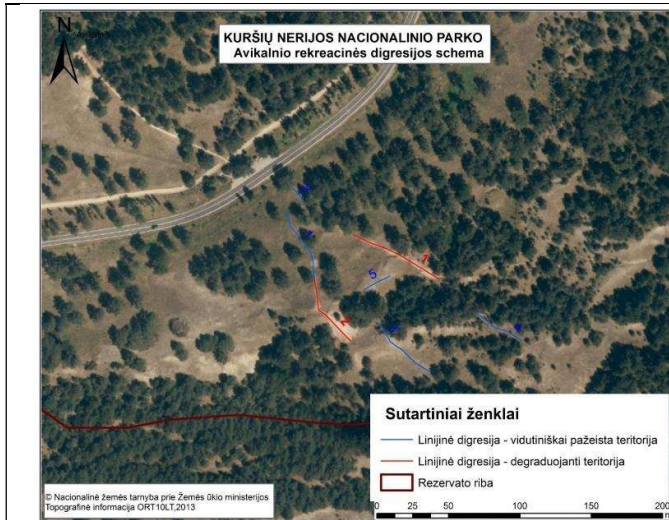 KURŠIŲ NERIJOS NACIONALINIO PARKO
Avikalnio rekreacinės digresijos schema
N
1
5
2
Sutartiniai ženklai
Linijinė digresija - vidutiniškai pažeista teritorija
Linijinė digresija - degraduojanti teritorija
Rezervato riba
© Nacionalinė žemės tarnyba prie Žemės ūkio ministerijos
Topografinė informacija ORT10LT,2013
0 25 50 100 150 200